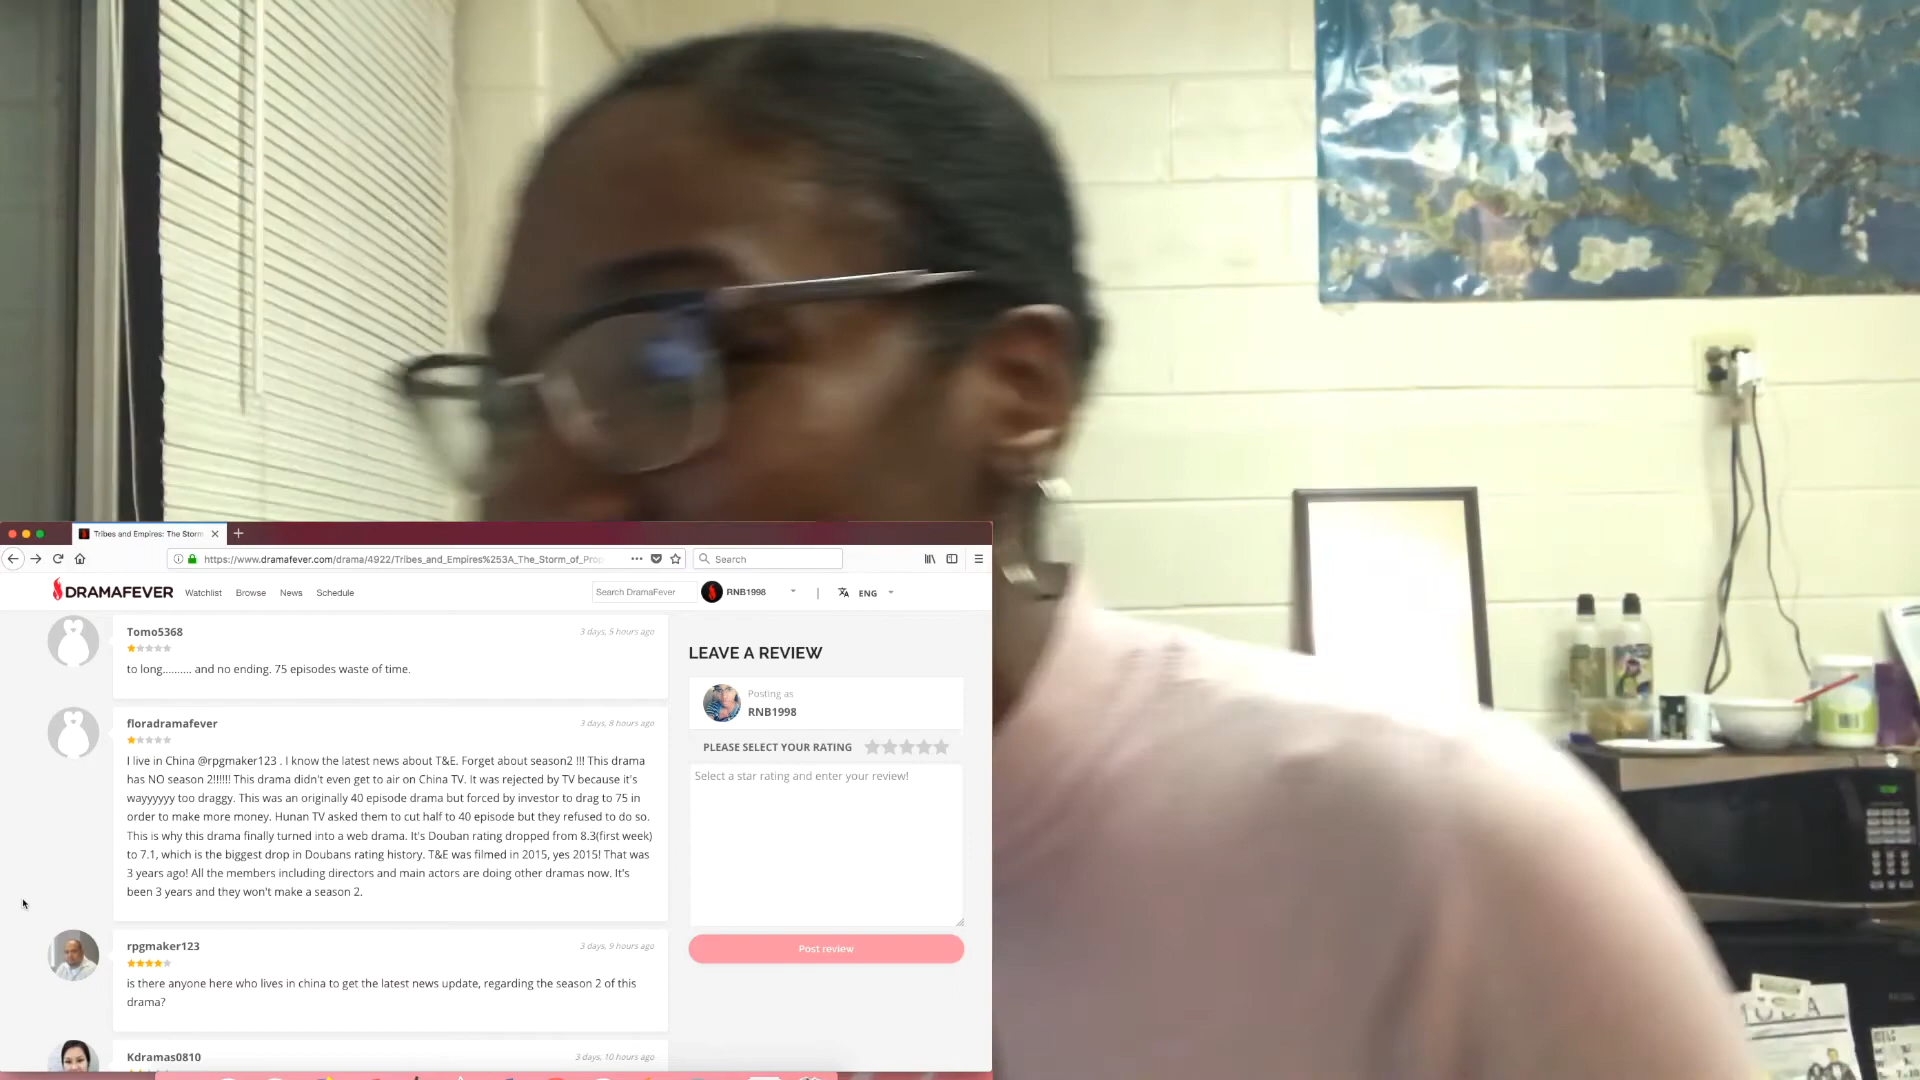 Tribes and Empires: The Storm
https://www.dramafever.com/drama/4922/Tribes_and_Empires%253A_The_Storm_of_Prop
Search
DRAMAFEVER
Watchlist Browse News Schedule
Search DramaFever
RNB1998
ENG
Tomo5368
3 days, 5 hours ago
to long.......... and no ending. 75 episodes waste of time.
floradramafever
3 days, 8 hours ago
I live in China @rpgmaker123 . I know the latest news about T&E. Forget about season2 !!! This drama
has NO season 2!!!!!! This drama didn't even get to air on China TV. It was rejected by TV because it's
wayyyyyy too draggy. This was an originally 40 episode drama but forced by investor to drag to 75 in
order to make more money. Hunan TV asked them to cut half to 40 episode but they refused to do so.
This is why this drama finally turned into a web drama. It's Douban rating dropped from 8.3(first week)
to 7.1, which is the biggest drop in Doubans rating history. T&E was filmed in 2015, yes 2015! That was
3 years ago! All the members including directors and main actors are doing other dramas now. It's
been 3 years and they won't make a season 2.
rpgmaker123
3 days, 9 hours ago
is there anyone here who lives in china to get the latest news update, regarding the season 2 of this
drama?
Kdramas0810
3 days, 10 hours ago
LEAVE A REVIEW
Posting as
RNB1998
PLEASE SELECT YOUR RATING
Select a star rating and enter your review!
Post review